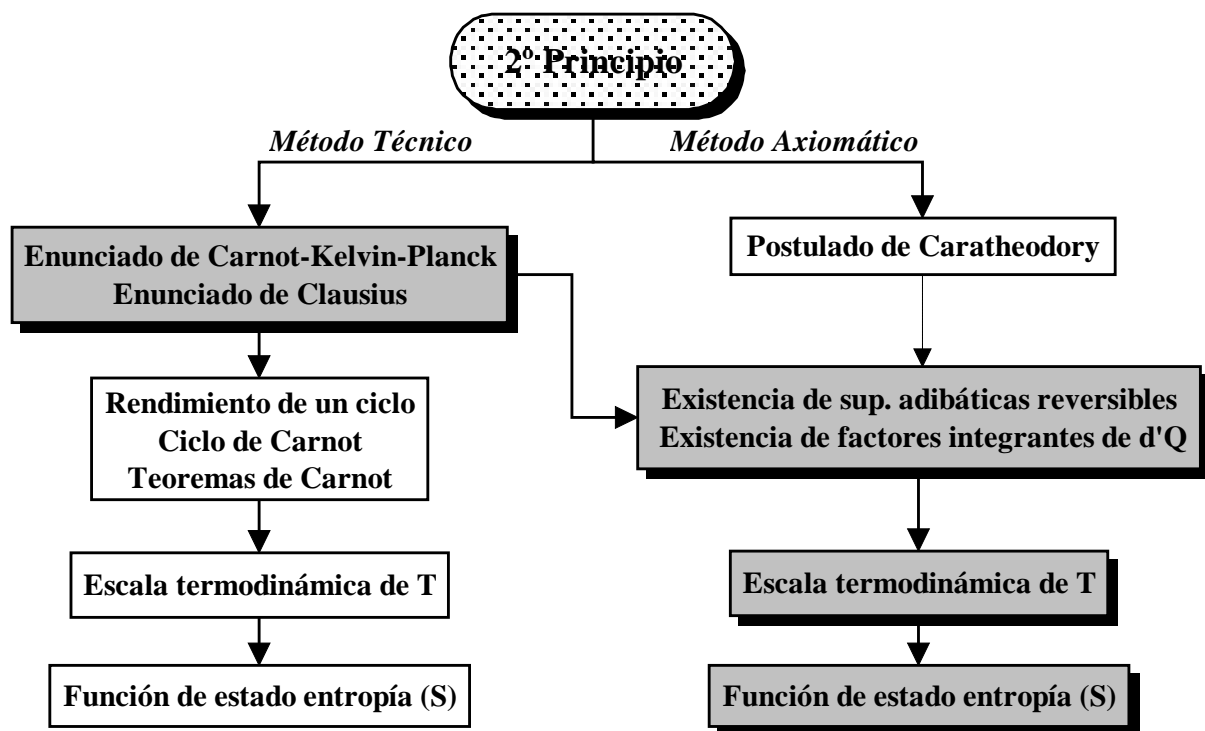 2º Principio
Método Técnico
Método Axiomático
Enunciado de Carnot-Kelvin-Planck
Enunciado de Clausius
Postulado de Caratheodory
Rendimiento de un ciclo
Ciclo de Carnot
Teoremas de Carnot
Existencia de sup. adibáticas reversibles
Existencia de factores integrantes de d'Q
Escala termodinámica de T
Escala termodinámica de T
Función de estado entropía (S)
Función de estado entropía (S)